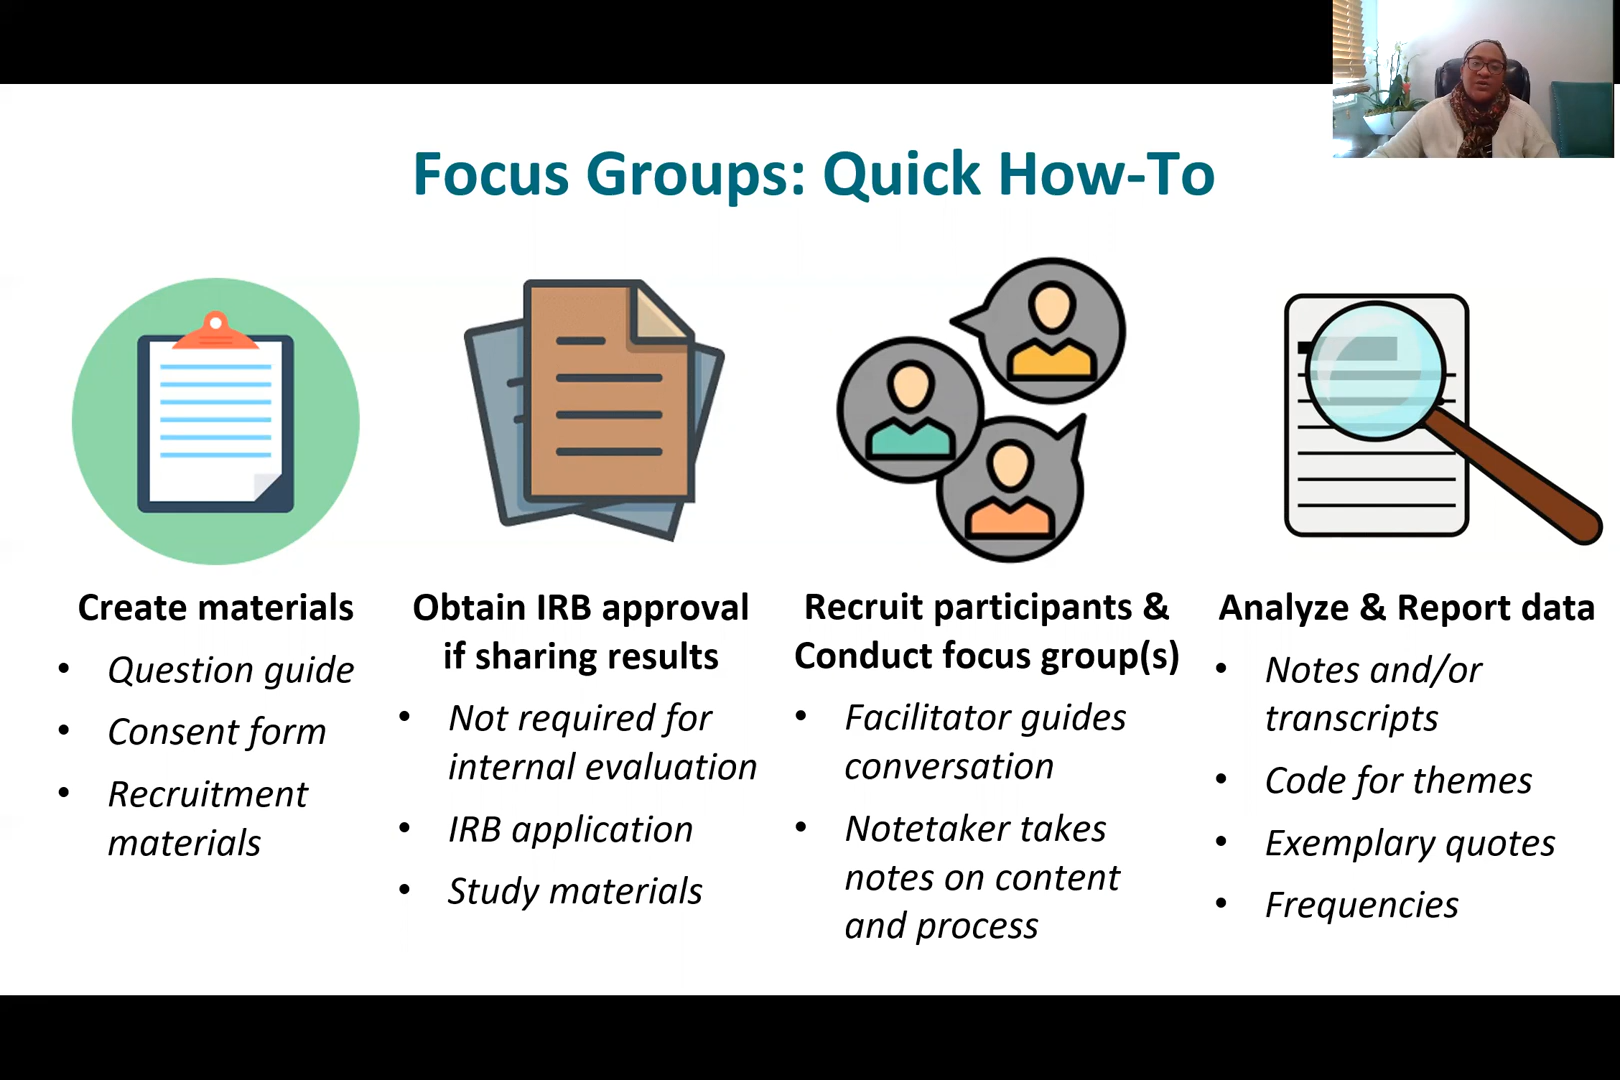 Focus Groups: Quick How-To
Create materials
• Question guide
• Consent form
• Recruitment
materials
Obtain IRB approval
if sharing results
• Not required for
internal evaluation
• IRB application
• Study materials
Recruit participants &
Conduct focus group(s)
• Facilitator guides
conversation
• Notetaker takes
notes on content
and process
Analyze & Report data
• Notes and/or
transcripts
• Code for themes
• Exemplary quotes
• Frequencies